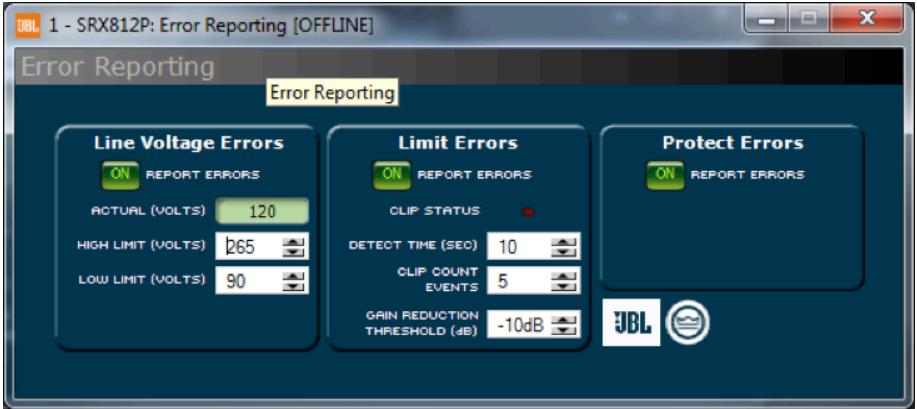 JBL 1 - SRX812P: Error Reporting [OFFLINE]
Error Reporting
Error Reporting
Line Voltage Errors
ON REPORT ERRORS
ACTUAL (VOLTS) 120
HIGH LIMIT (VOLTS) 265
LOW LIMIT (VOLTS) 90
Limit Errors
ON REPORT ERRORS
CLIP STATUS
DETECT TIME (SEC) 10
CLIP COUNT
EVENTS 5
GAIN REDUCTION
THRESHOLD (dB) -10dB
Protect Errors
ON REPORT ERRORS
JBL